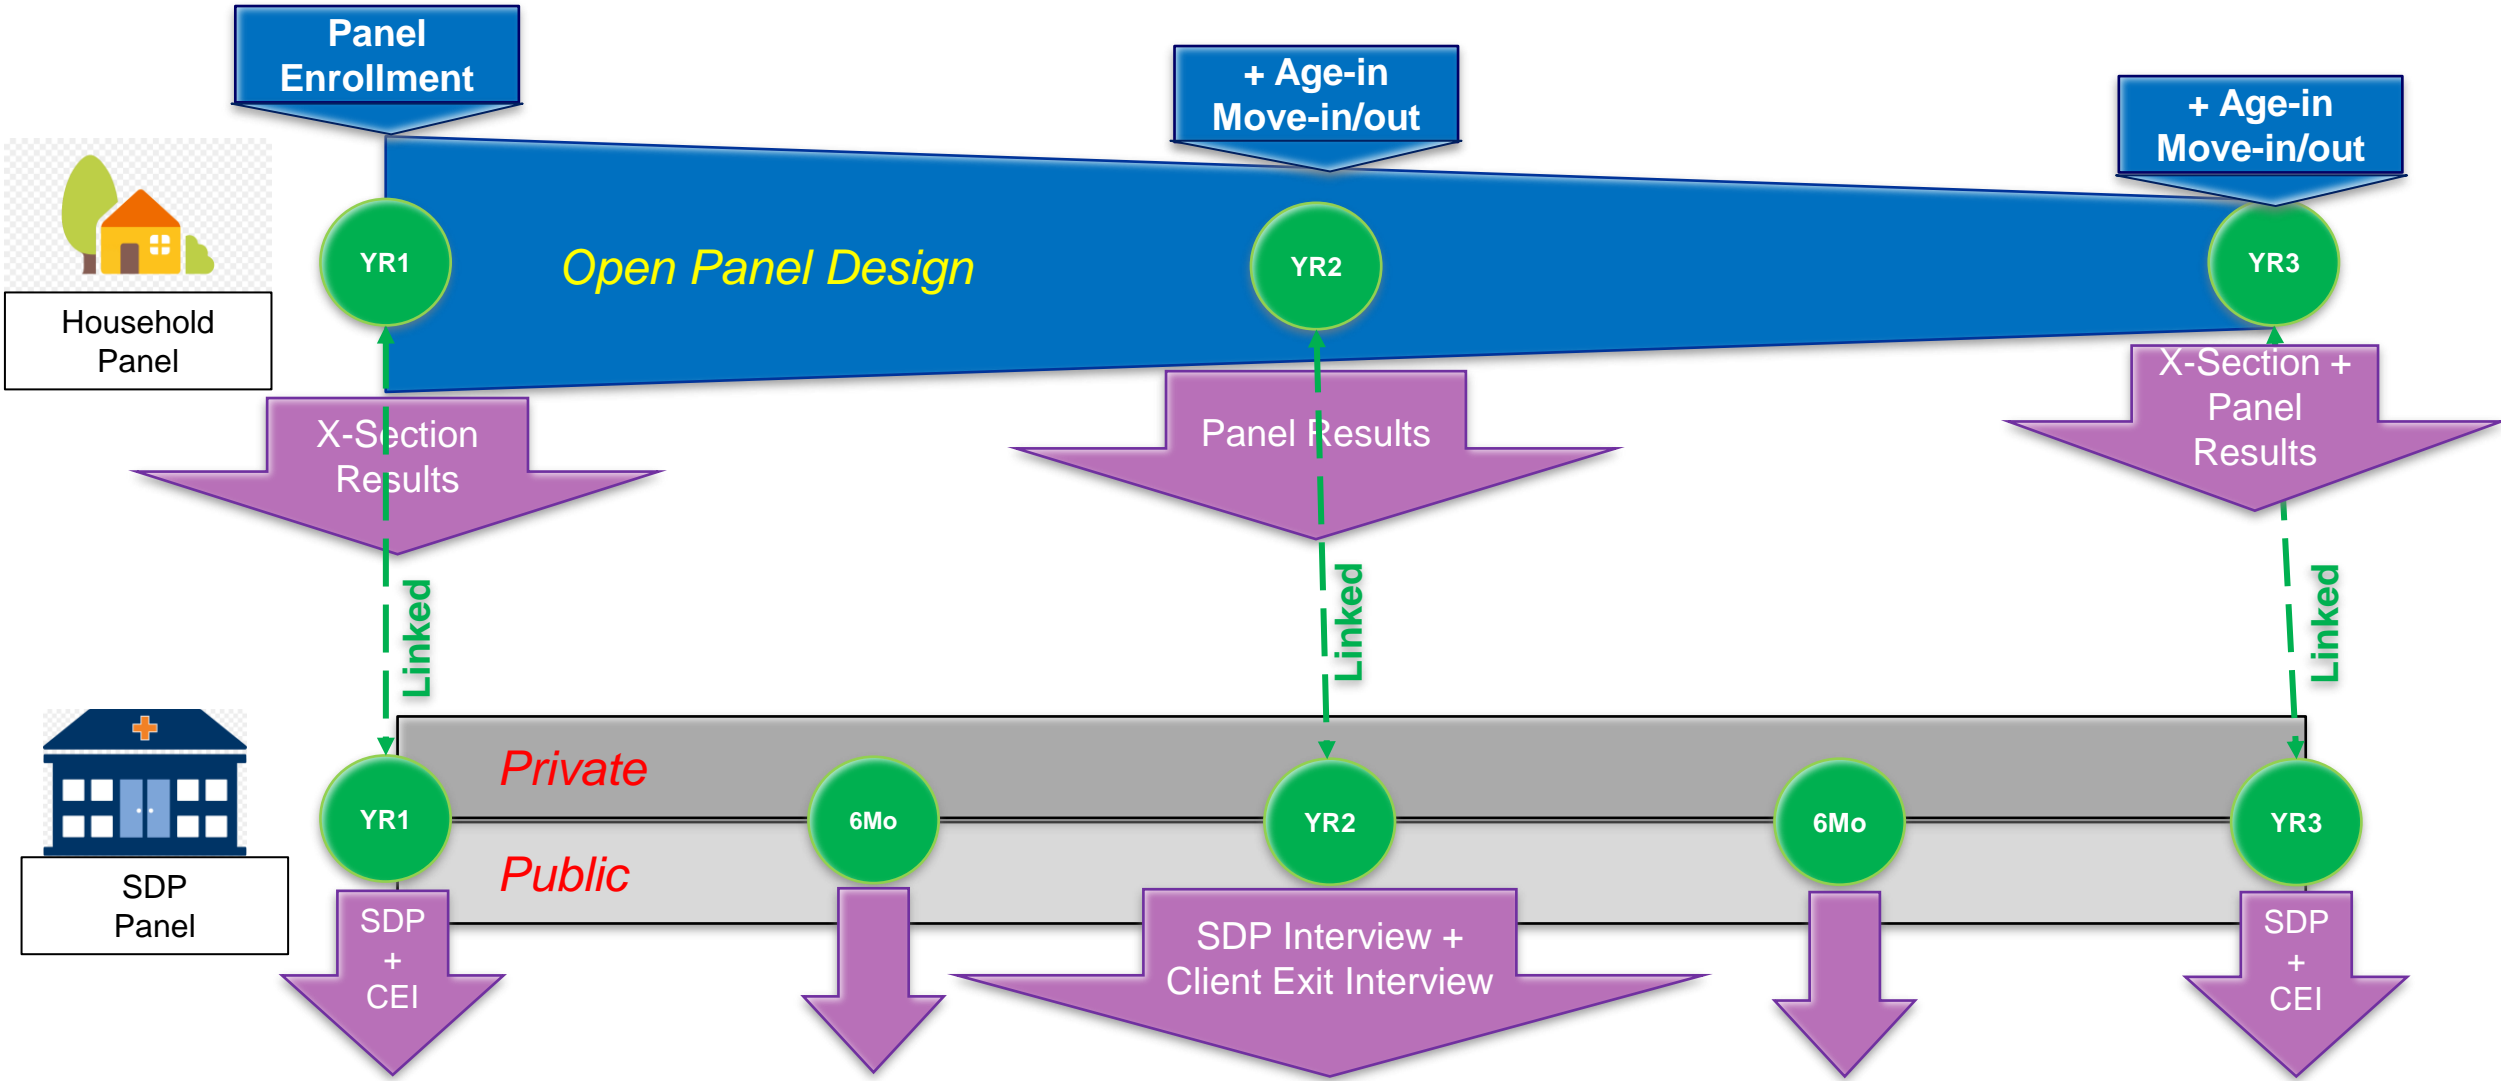 Panel
Enrollment
+ Age-in
Move-in/out
+ Age-in
Move-in/out
YR1
Open Panel Design
YR2
YR3
Household
Panel
X-Section
Results
Panel Results
X-Section +
Panel
Results
Linked
Linked
Linked
Private
YR1
6Mo
YR2
6Mo
YR3
Public
SDP
Panel
SDP
+
CEI
SDP Interview +
Client Exit Interview
SDP
+
CEI